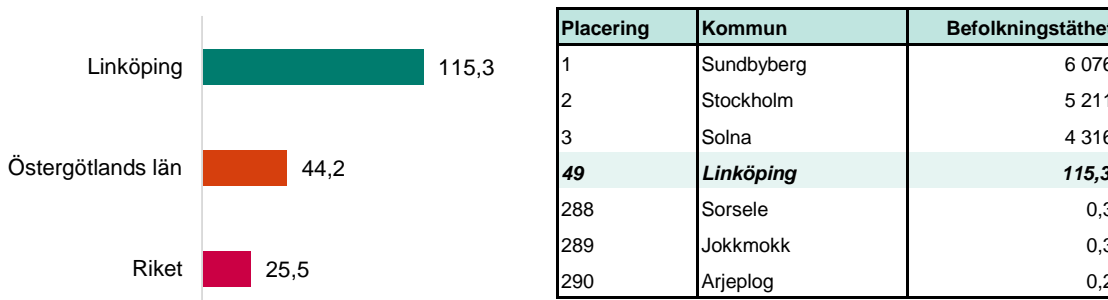 Linköping 115,3
Östergötlands län 44,2
Riket 25,5
Placering Kommun Befolkningstäthet
1 Sundbyberg 6 076
2 Stockholm 5 211
3 Solna 4 316
49 Linköping 115,3
288 Sorsele 0,3
289 Jokkmokk 0,3
290 Arjeplog 0,2